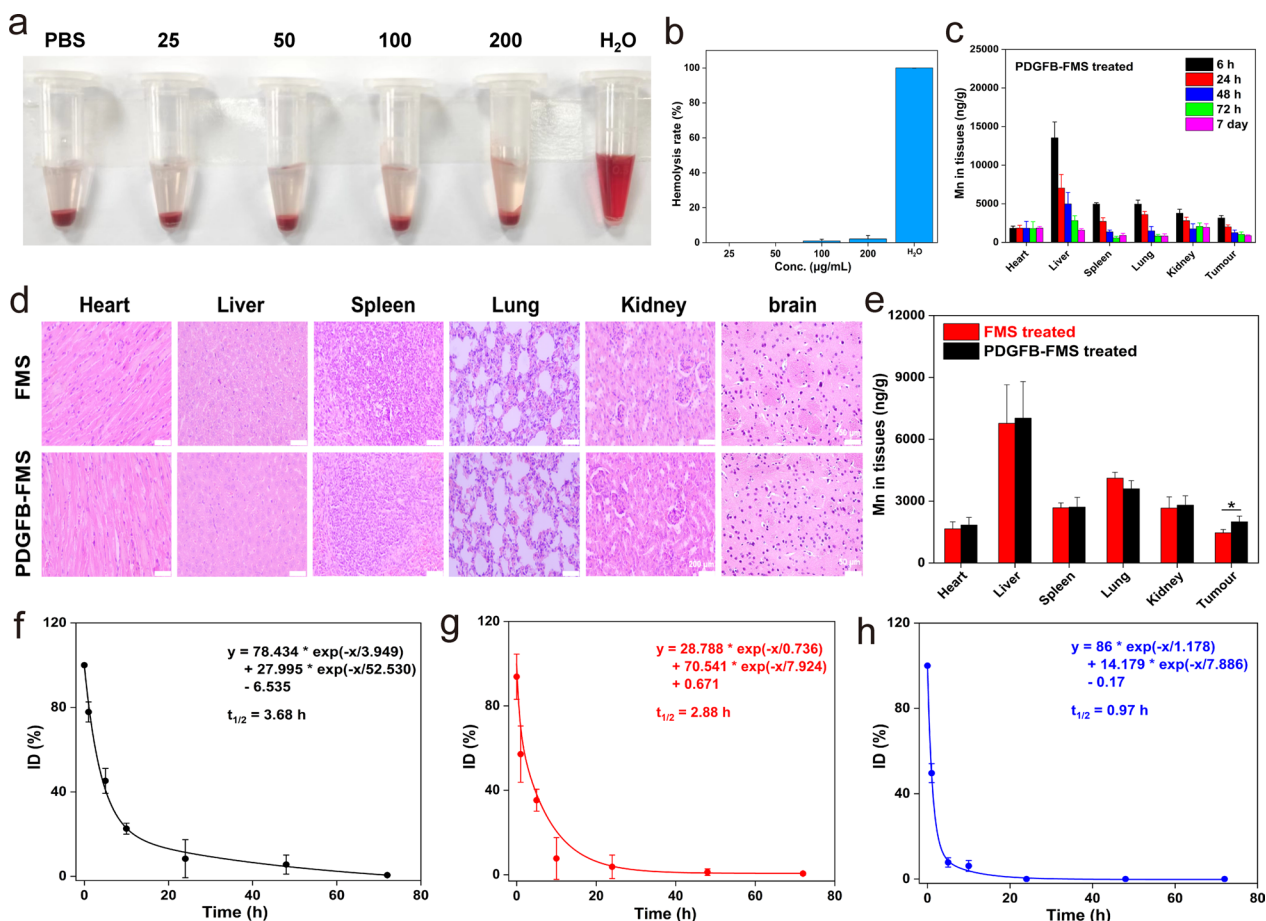 a
PBS 25 50 100 200 H₂O
b
Hemolysis rate (%)
100
80
60
40
20
0
25 50 100 200 H₂O
Conc. (µg/mL)
c
PDGFB-FMS treated
6 h
24 h
48 h
72 h
7 day
Mn in tissues (ng/g)
25000
20000
15000
10000
5000
0
Heart Liver Spleen Lung Kidney Tumour
d
Heart Liver Spleen Lung Kidney brain
FMS
PDGFB-FMS
200 µm
e
FMS treated
PDGFB-FMS treated
Mn in tissues (ng/g)
12000
9000
6000
3000
0
*
Heart Liver Spleen Lung Kidney Tumour
f
ID (%)
120
80
40
0
y = 78.434 * exp(-x/3.949)
+ 27.995 * exp(-x/52.530)
- 6.535
t1/2 = 3.68 h
0 20 40 60 80
Time (h)
g
ID (%)
120
80
40
0
y = 28.788 * exp(-x/0.736)
+ 70.541 * exp(-x/7.924)
+ 0.671
t1/2 = 2.88 h
0 20 40 60 80
Time (h)
h
ID (%)
120
80
40
0
y = 86 * exp(-x/1.178)
+ 14.179 * exp(-x/7.886)
- 0.17
t1/2 = 0.97 h
0 20 40 60 80
Time (h)